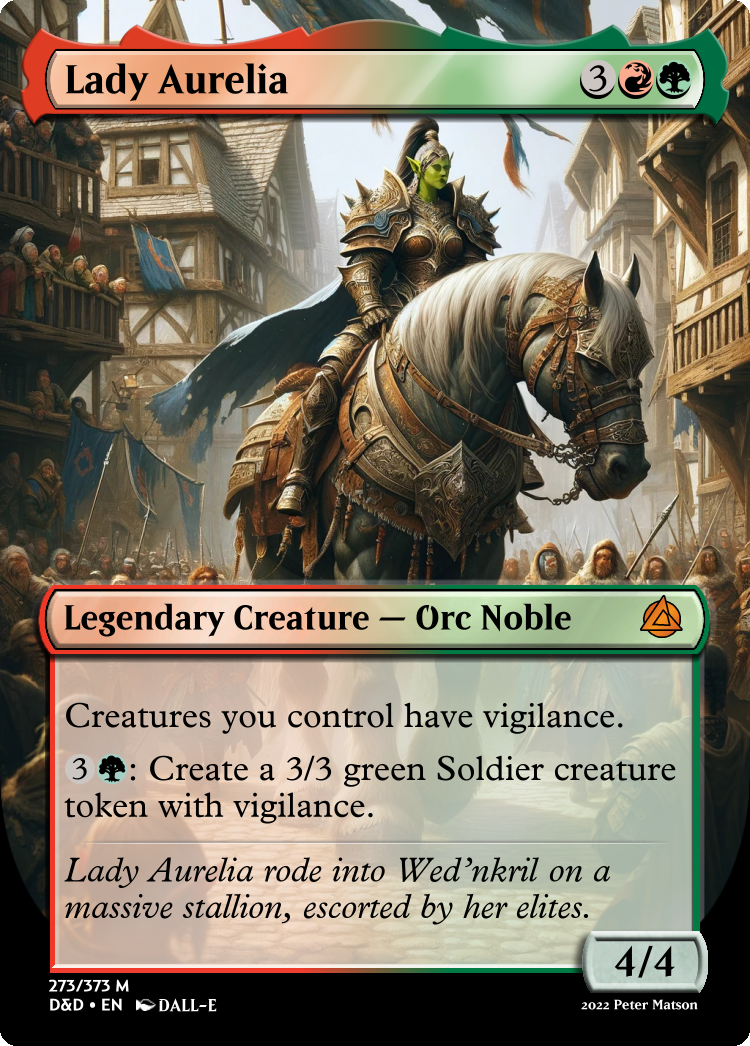 Lady Aurelia 3
Legendary Creature — Orc Noble
Creatures you control have vigilance.
3 : Create a 3/3 green Soldier creature
token with vigilance.
Lady Aurelia rode into Wed'nkril on a
massive stallion, escorted by her elites.
4/4
273/373 M
D&D • EN DALL-E
2022 Peter Matson